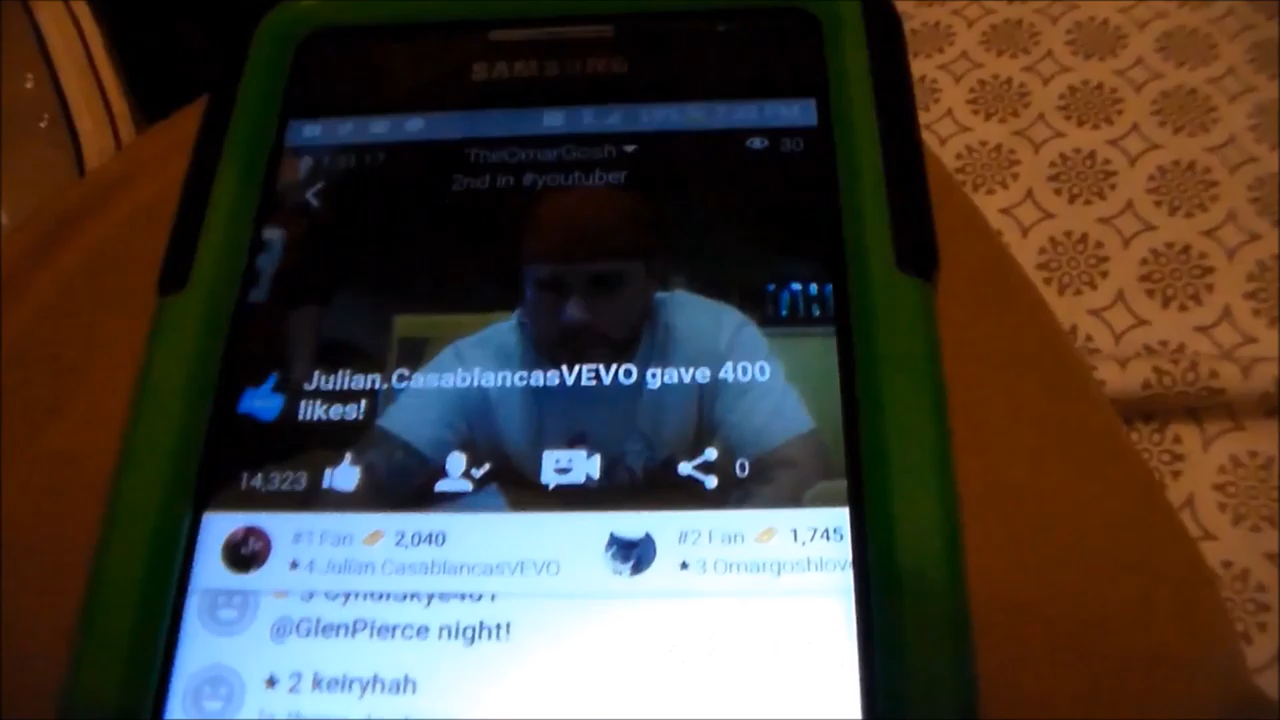 SAMSUNG
TheOmarGosh
30
2nd in #youtuber
Julian.CasablancasVEVO gave 400
likes!
14,323
0
#1 Fan 2,040
#2 Fan 1,745
4 Julian.CasablancasVEVO
3 Omargoshlov
@GlenPierce night!
2 keiryhah